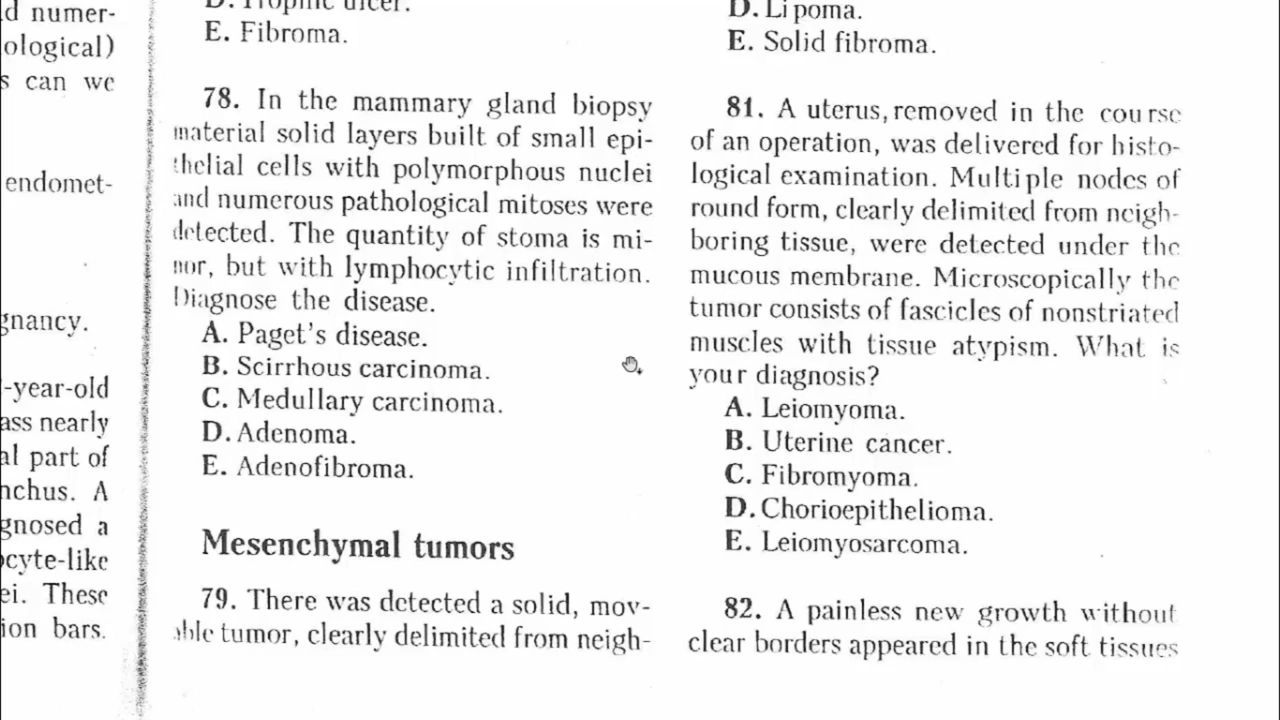 d numer-
ological)
s can we
endomet-
gnancy.
-year-old
ass nearly
al part of
nchus. A
gnosed a
ocyte-like
ei. These
ion bars.
D. Trophic ulcer.
E. Fibroma.
78. In the mammary gland biopsy
material solid layers built of small epi-
thelial cells with polymorphous nuclei
and numerous pathological mitoses were
detected. The quantity of stoma is mi-
nor, but with lymphocytic infiltration.
Diagnose the disease.
A. Paget's disease.
B. Scirrhous carcinoma.
C. Medullary carcinoma.
D. Adenoma.
E. Adenofibroma.
Mesenchymal tumors
79. There was detected a solid, mov-
able tumor, clearly delimited from neigh-
D. Lipoma.
E. Solid fibroma.
81. A uterus, removed in the course
of an operation, was delivered for histo-
logical examination. Multiple nodes of
round form, clearly delimited from neigh-
boring tissue, were detected under the
mucous membrane. Microscopically the
tumor consists of fascicles of nonstriated
muscles with tissue atypism. What is
your diagnosis?
A. Leiomyoma.
B. Uterine cancer.
C. Fibromyoma.
D. Chorioepithelioma.
E. Leiomyosarcoma.
82. A painless new growth without
clear borders appeared in the soft tissues